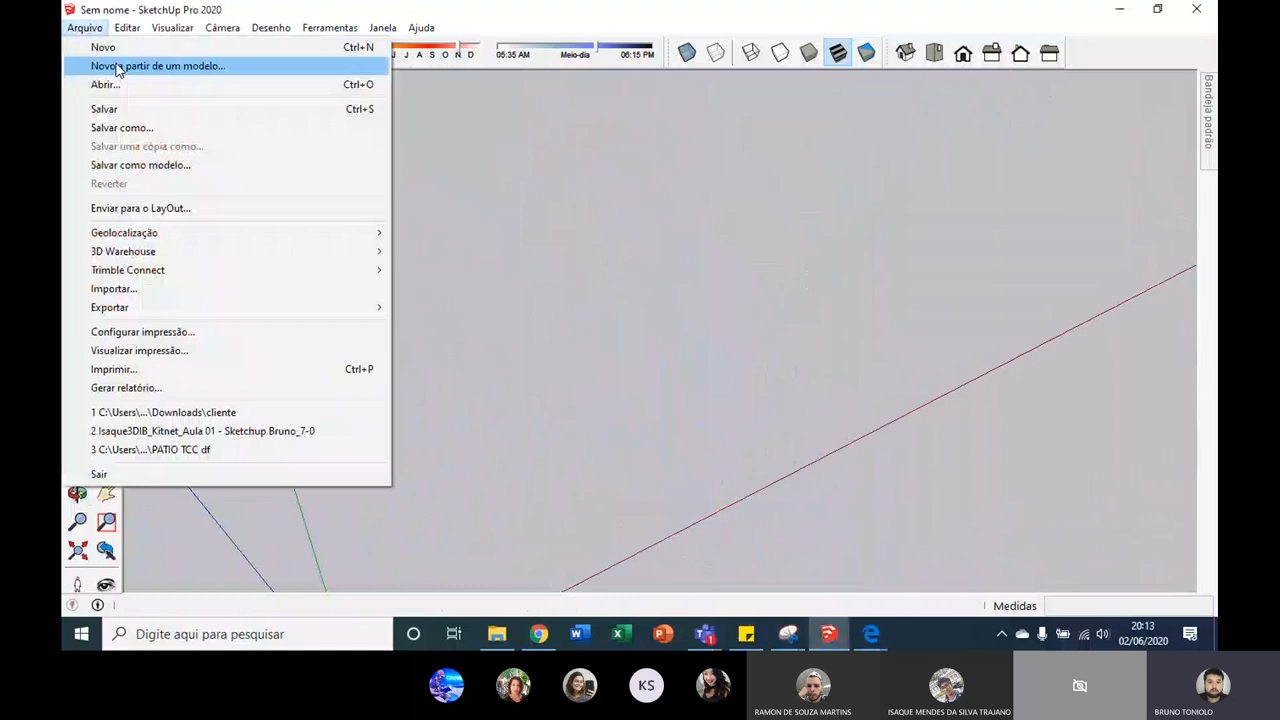 Sem nome - SketchUp Pro 2020
Arquivo Editar Visualizar Câmera Desenho Ferramentas Janela Ajuda
Novo Ctrl+N
Novo a partir de um modelo...
Abrir... Ctrl+O
Salvar Ctrl+S
Salvar como...
Salvar uma cópia como...
Salvar como modelo...
Reverter
Enviar para o LayOut...
Geolocalização
3D Warehouse
Trimble Connect
Importar...
Exportar
Configurar impressão...
Visualizar impressão...
Imprimir... Ctrl+P
Gerar relatório...
1 C:\Users\...\Downloads\cliente
2 Isaque3DIB_Kitnet_Aula 01 - Sketchup Bruno_7-0
3 C:\Users\...\PATIO TCC df
Sair
J J A S O N D
05:35 AM Meio-dia 06:15 PM
Bandeja padrão
Medidas
Digite aqui para pesquisar
1
20:13
02/06/2020
KS
RAMON DE SOUZA MARTINS
ISAQUE MENDES DA SILVA TRAJANO
BRUNO TONIOLO